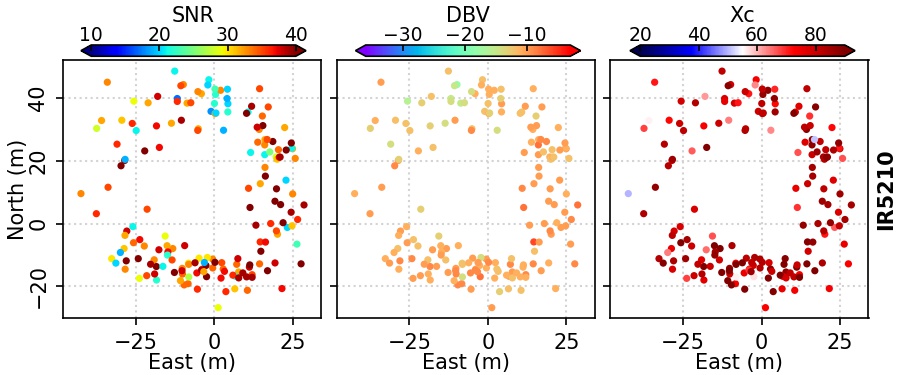 SNR DBV Xc
10 20 30 40 −30 −20 −10 20 40 60 80
40
20
0
−20
North (m)
−25 0 25 −25 0 25 −25 0 25
East (m) East (m) East (m)
IR5210